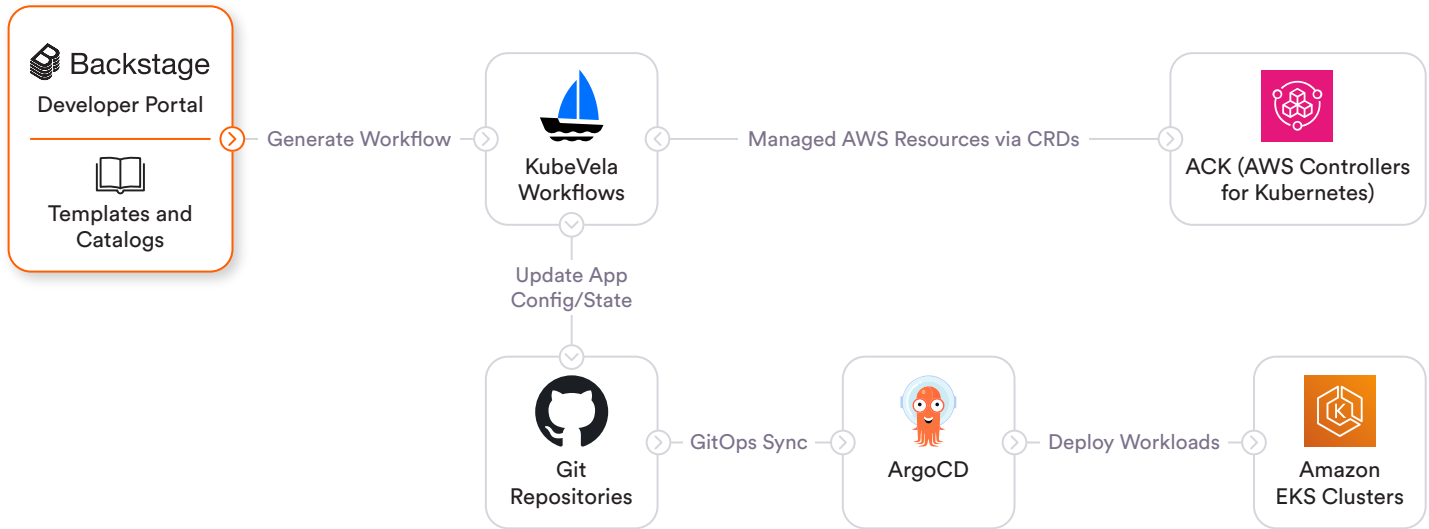 Backstage
Developer Portal
Templates and
Catalogs
Generate Workflow
KubeVela
Workflows
Managed AWS Resources via CRDs
ACK (AWS Controllers
for Kubernetes)
Update App
Config/State
Git
Repositories
GitOps Sync
ArgoCD
Deploy Workloads
K
Amazon
EKS Clusters